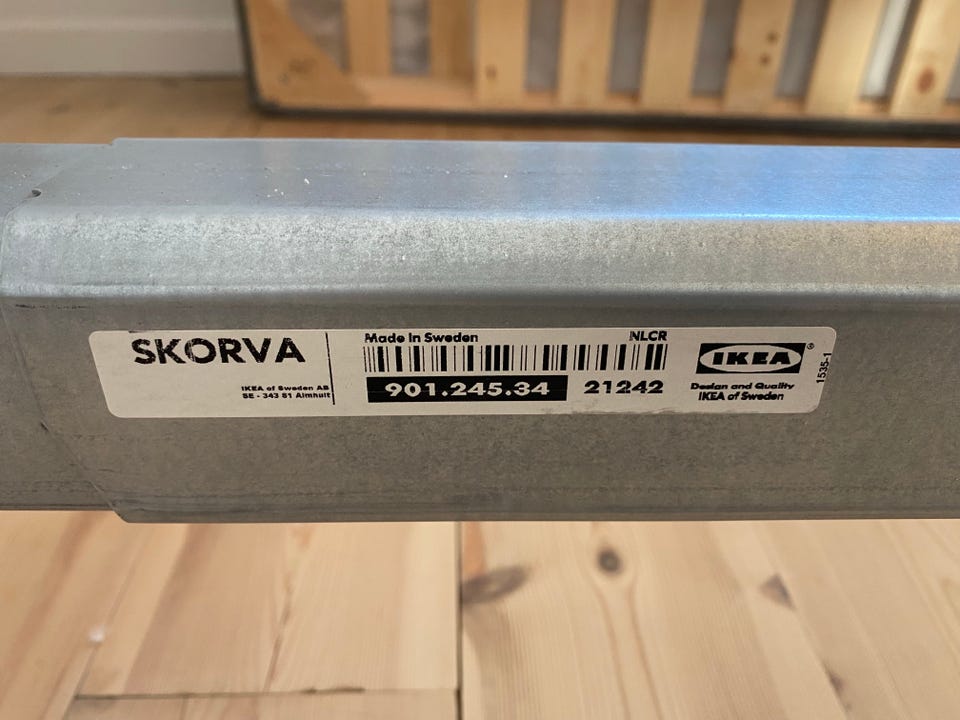 SKORVA
IKEA of Sweden AB
SE - 343 81 Älmhult
Made in Sweden
NLCR
901.245.34
21242
IKEA®
Design and Quality
IKEA of Sweden
1535-1